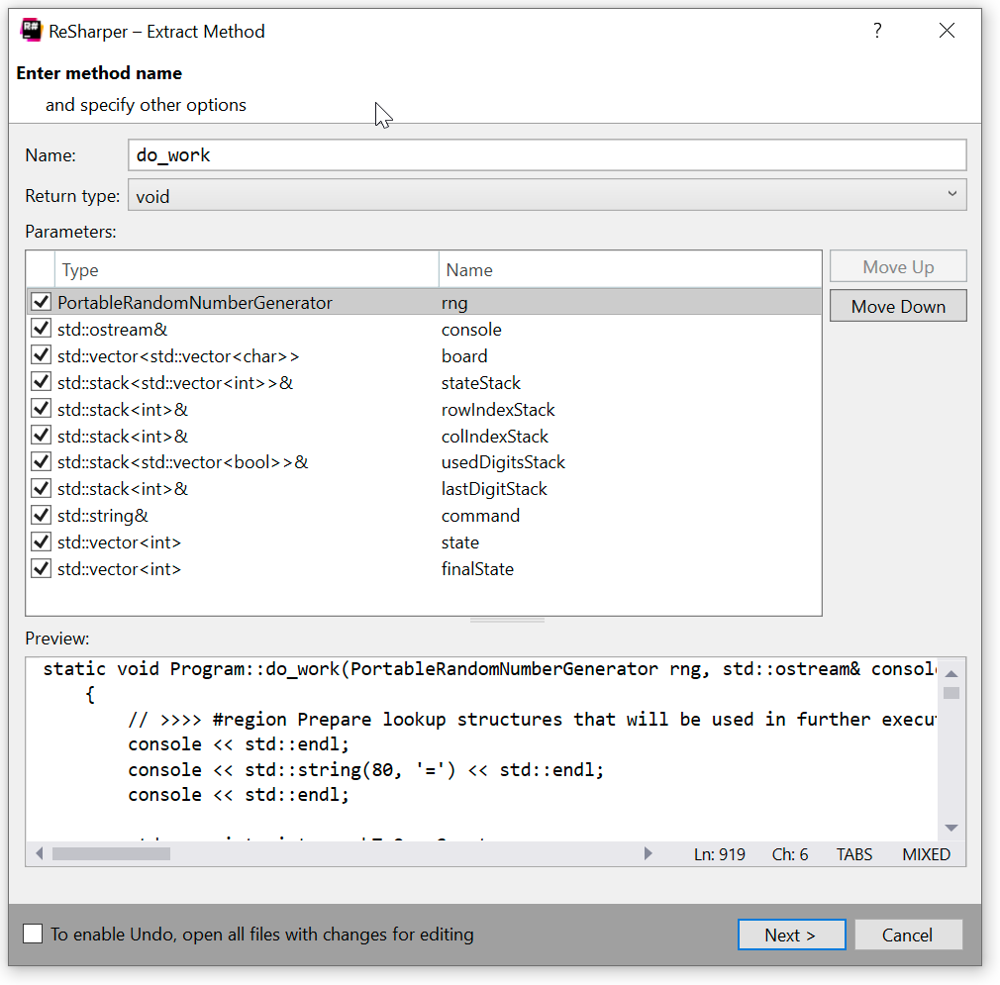 ReSharper – Extract Method
?
Enter method name
and specify other options
Name: do_work
Return type: void
Parameters:
Type Name
Move Up
PortableRandomNumberGenerator rng
Move Down
std::ostream& console
std::vector<std::vector<char>> board
std::stack<std::vector<int>>& stateStack
std::stack<int>& rowIndexStack
std::stack<int>& colIndexStack
std::stack<std::vector<bool>>& usedDigitsStack
std::stack<int>& lastDigitStack
std::string& command
std::vector<int> state
std::vector<int> finalState
Preview:
static void Program::do_work(PortableRandomNumberGenerator rng, std::ostream&
{
// >>>> #region Prepare lookup structures that will be used in further
console << std::endl;
console << std::string(80, '=') << std::endl;
console << std::endl;
Ln: 919 Ch: 6 TABS MIXED
To enable Undo, open all files with changes for editing
Next >
Cancel